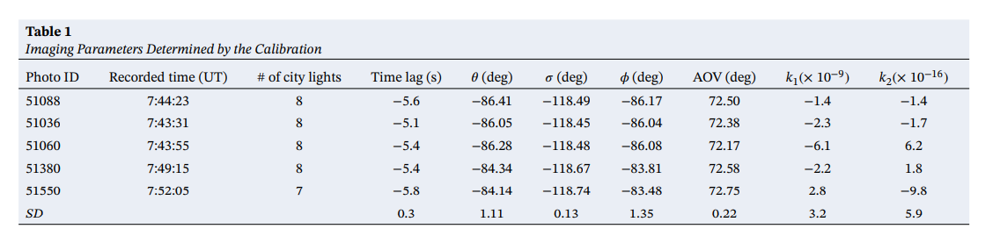 Table 1
Imaging Parameters Determined by the Calibration
Photo ID Recorded time (UT) # of city lights Time lag (s) θ (deg) σ (deg) ϕ (deg) AOV (deg) k₁(× 10⁻⁹) k₂(× 10⁻¹⁶)
51088 7:44:23 8 −5.6 −86.41 −118.49 −86.17 72.50 −1.4 −1.4
51036 7:43:31 8 −5.1 −86.05 −118.45 −86.04 72.38 −2.3 −1.7
51060 7:43:55 8 −5.4 −86.28 −118.48 −86.08 72.17 −6.1 6.2
51380 7:49:15 8 −5.4 −84.34 −118.67 −83.81 72.58 −2.2 1.8
51550 7:52:05 7 −5.8 −84.14 −118.74 −83.48 72.75 2.8 −9.8
SD 0.3 1.11 0.13 1.35 0.22 3.2 5.9